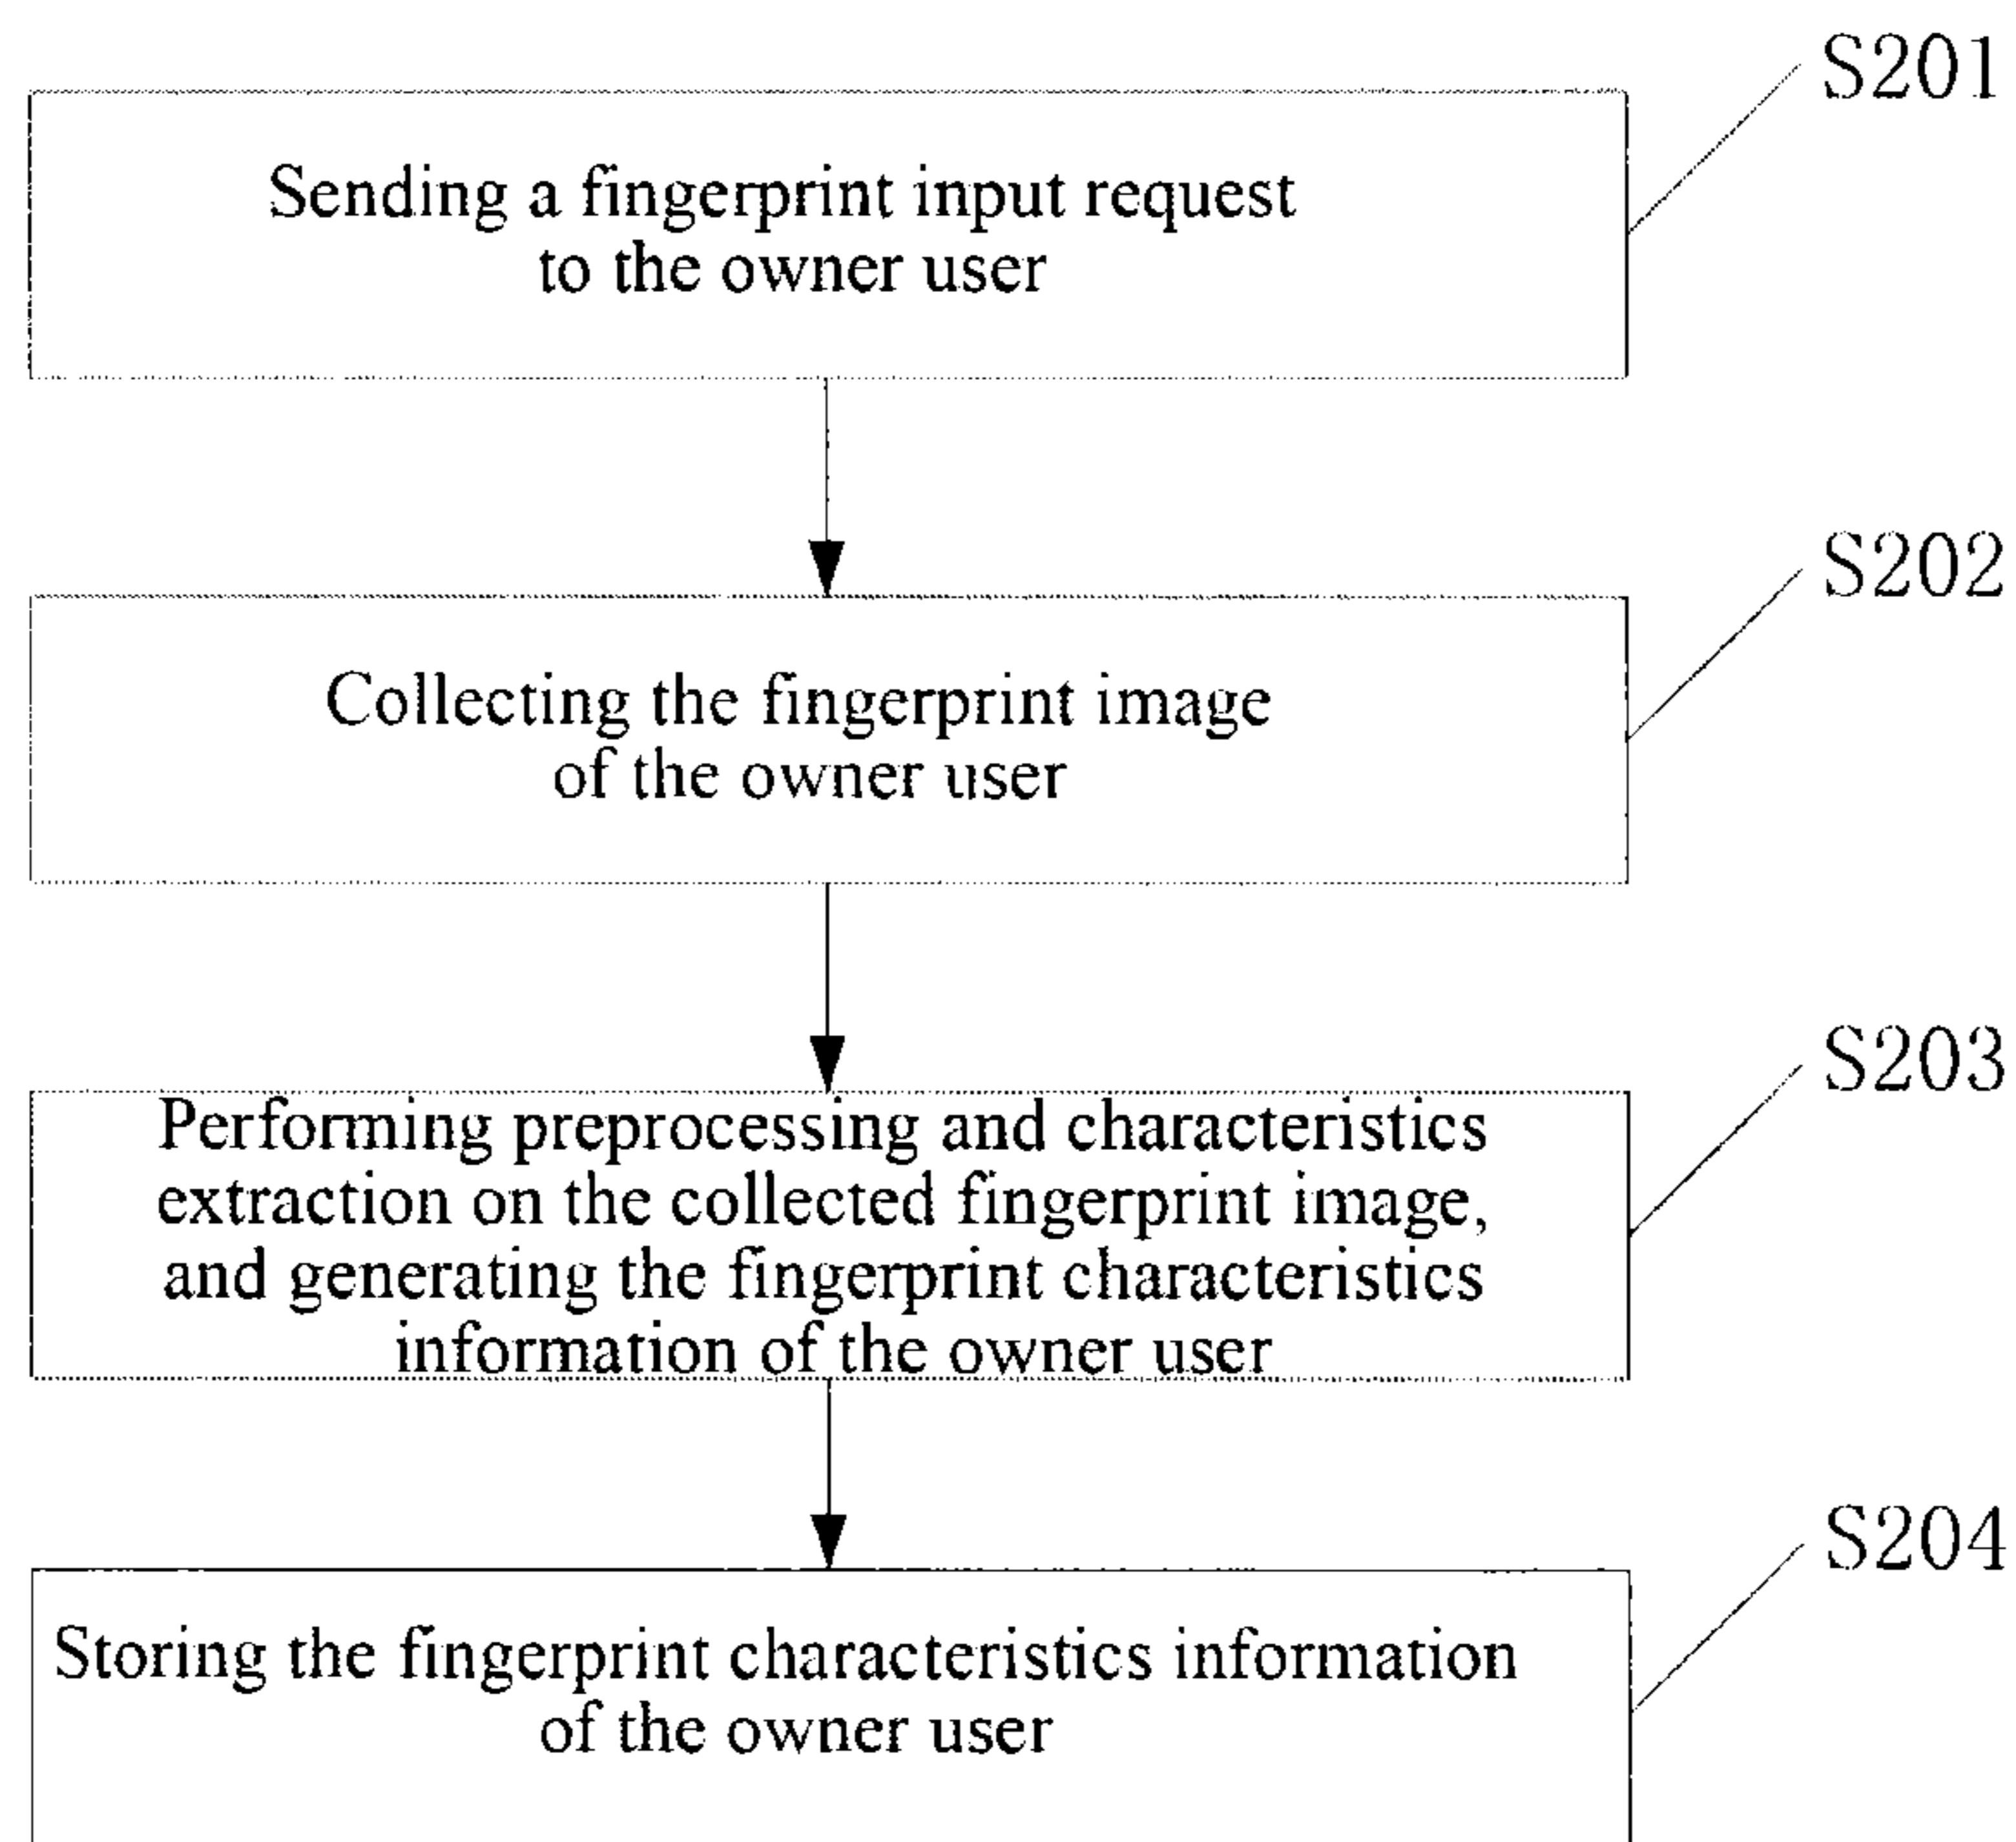 S201
Sending a fingerprint input request
to the owner user
S202
Collecting the fingerprint image
of the owner user
S203
Performing preprocessing and characteristics
extraction on the collected fingerprint image,
and generating the fingerprint characteristics
information of the owner user
S204
Storing the fingerprint characteristics information
of the owner user